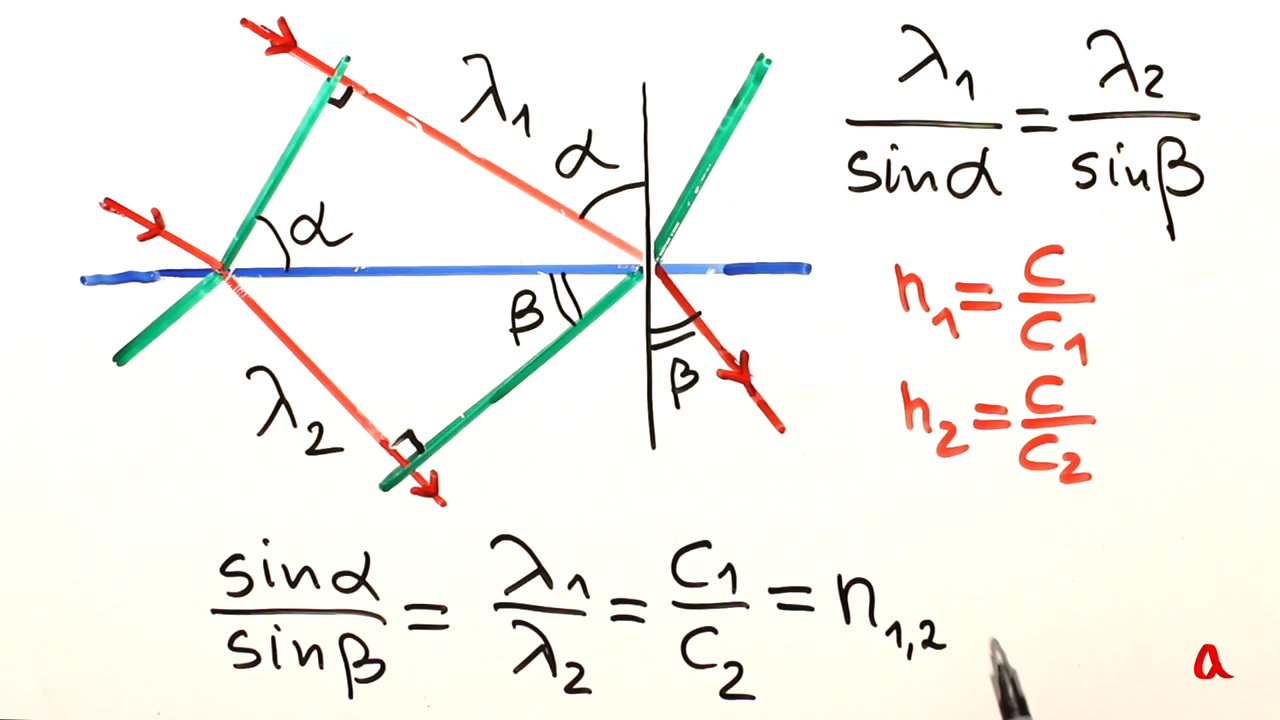 λ₁
α
α
β
β
λ₂
λ₁/sinα = λ₂/sinβ
n₁ = C/C₁
n₂ = C/C₂
sinα/sinβ = λ₁/λ₂ = C₁/C₂ = n₁,₂
a